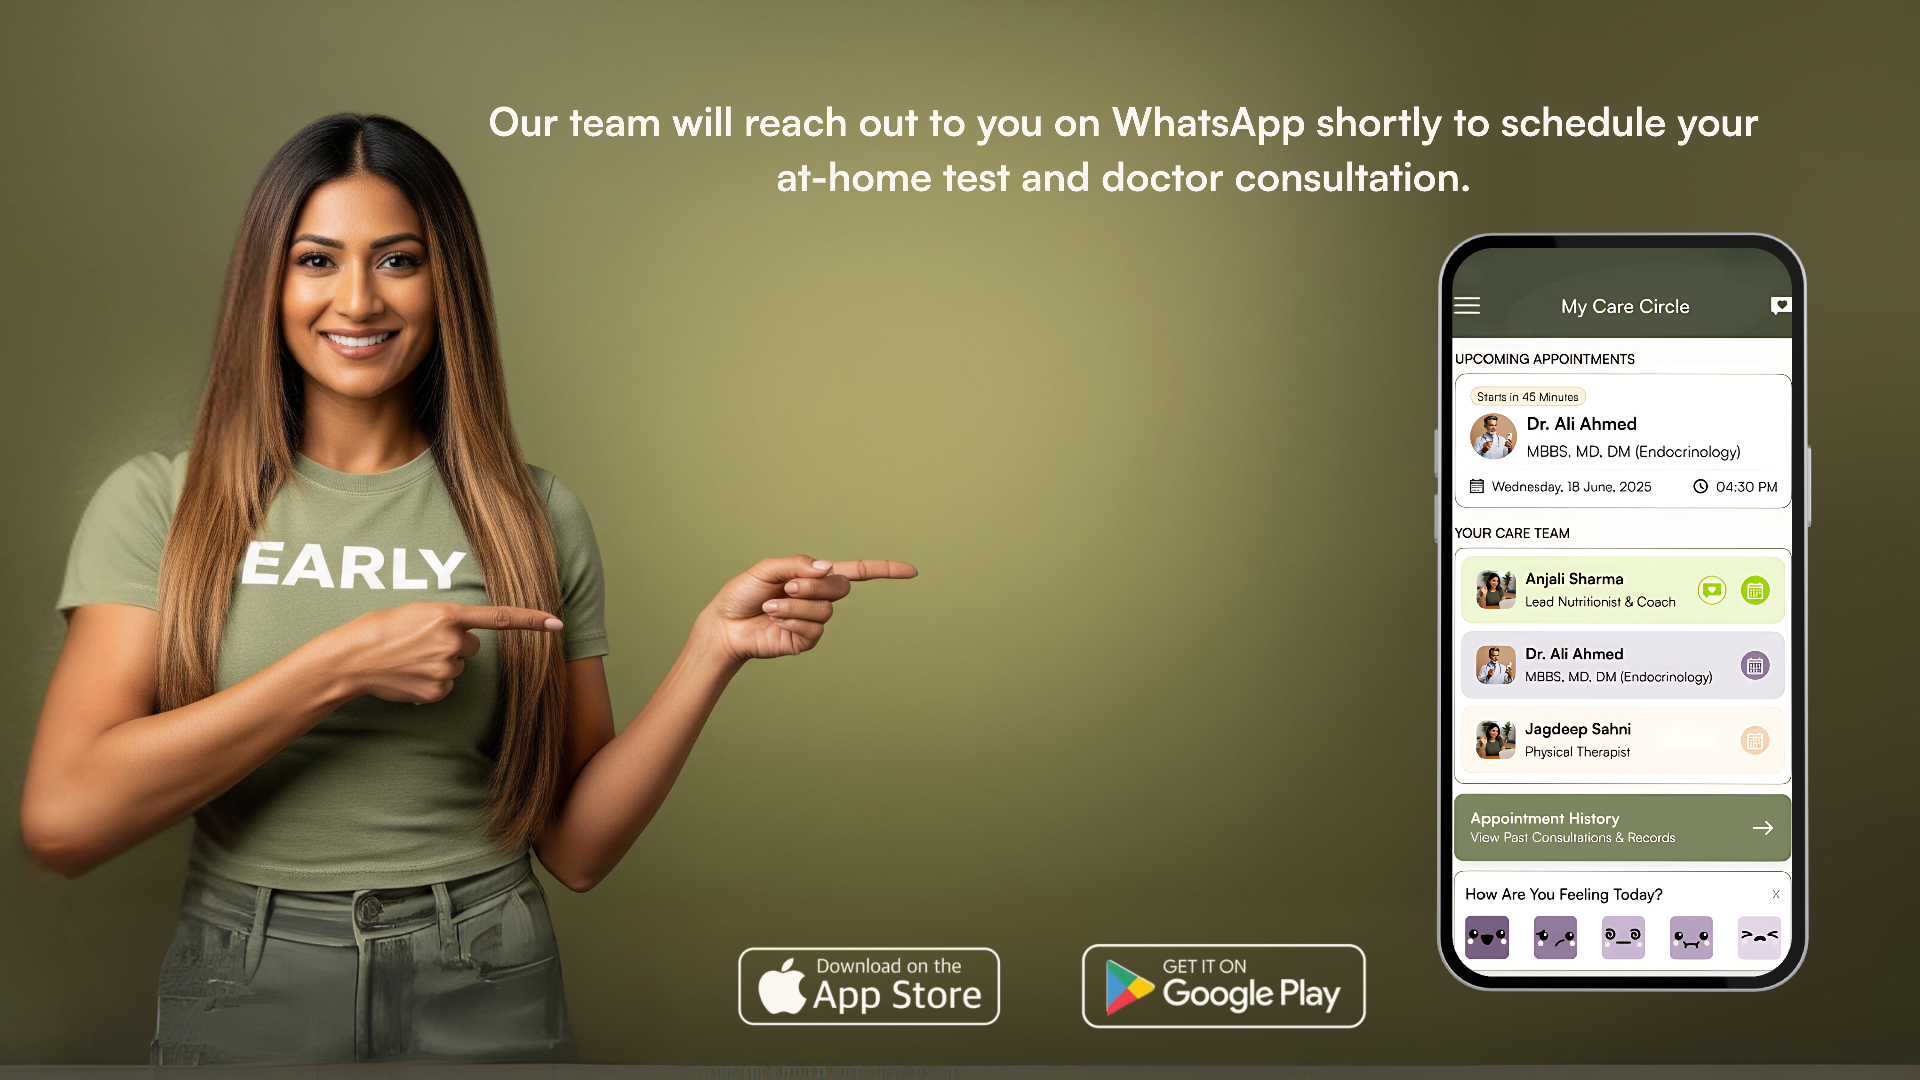 Our team will reach out to you on WhatsApp shortly to schedule your
at-home test and doctor consultation.
EARLY
My Care Circle
UPCOMING APPOINTMENTS
Starts in 45 Minutes
Dr. Ali Ahmed
MBBS, MD, DM (Endocrinology)
Wednesday, 18 June, 2025 04:30 PM
YOUR CARE TEAM
Anjali Sharma
Lead Nutritionist & Coach
Dr. Ali Ahmed
MBBS, MD, DM (Endocrinology)
Jagdeep Sahni
Physical Therapist
Appointment History
View Past Consultations & Records
How Are You Feeling Today? X
Download on the
App Store
GET IT ON
Google Play